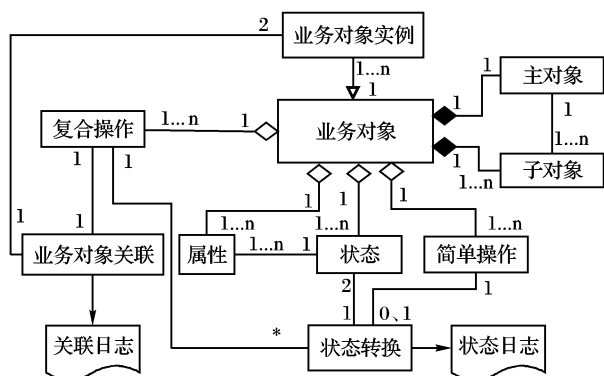 2
业务对象实例
1…n
1
业务对象
1
主对象
1
1…n
1
子对象
1…n
复合操作
1…n
1
1
1
1
1
业务对象关联
1
1…n
属性
1…n
1
1
1…n
状态
1
1…n
简单操作
2
1
0、1
1
*
状态转换
关联日志
状态日志